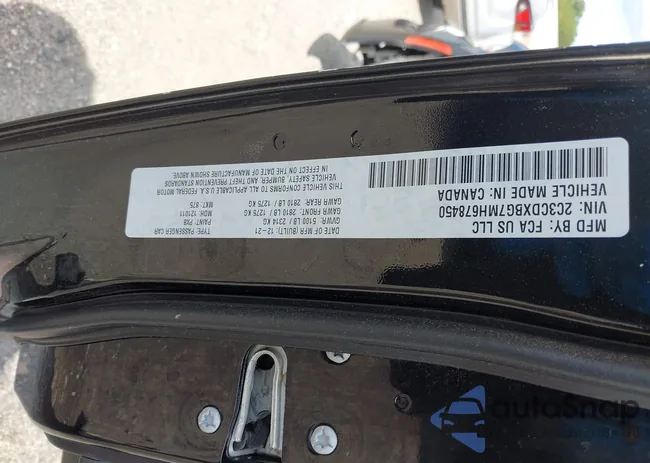 MFD BY: FCA US LLC
VIN: 2C3CDXBG7MH678450
VEHICLE MADE IN: CANADA
DATE OF MFR (BUILT): 12-21
GVWR: 5100 LB / 2314 KG
GAWR FRONT: 2810 LB / 1275 KG
GAWR REAR: 2810 LB / 1275 KG
THIS VEHICLE CONFORMS TO ALL APPLICABLE U.S.A. FEDERAL MOTOR
VEHICLE SAFETY, BUMPER, AND THEFT PREVENTION STANDARDS
IN EFFECT ON THE DATE OF MANUFACTURE SHOWN ABOVE
TYPE: PASSENGER CAR
PAINT: PXB
MDH: 121011
MKT: 875
autoSnap